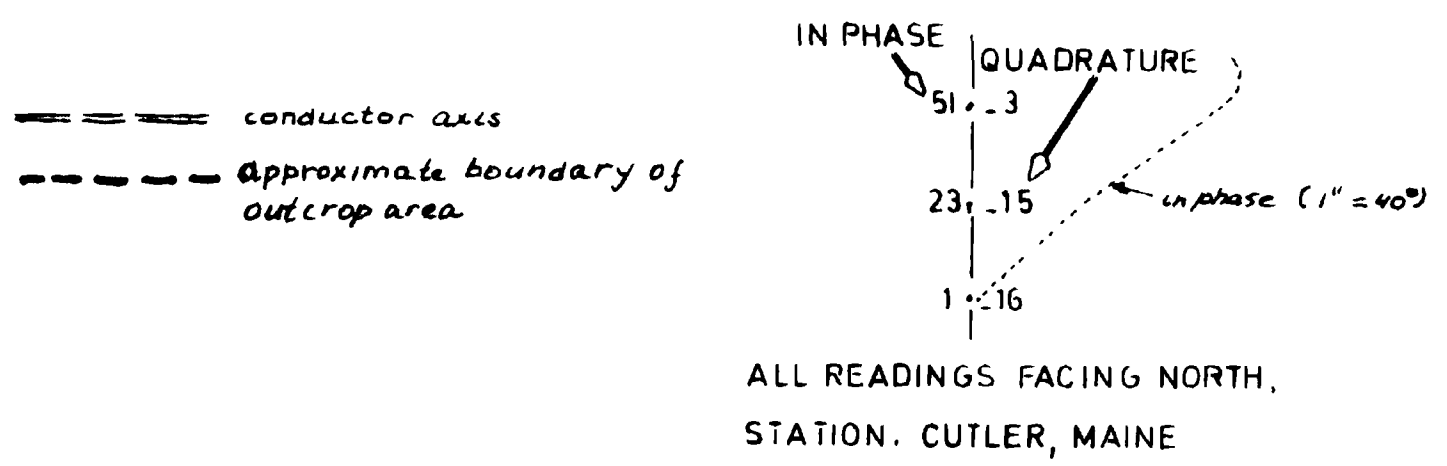 conductor axis
approximate boundary of
outcrop area
IN PHASE
QUADRATURE
51 - 3
23 - 15
1 - 16
in phase (1" = 40°)
ALL READINGS FACING NORTH.
STATION. CUTLER, MAINE